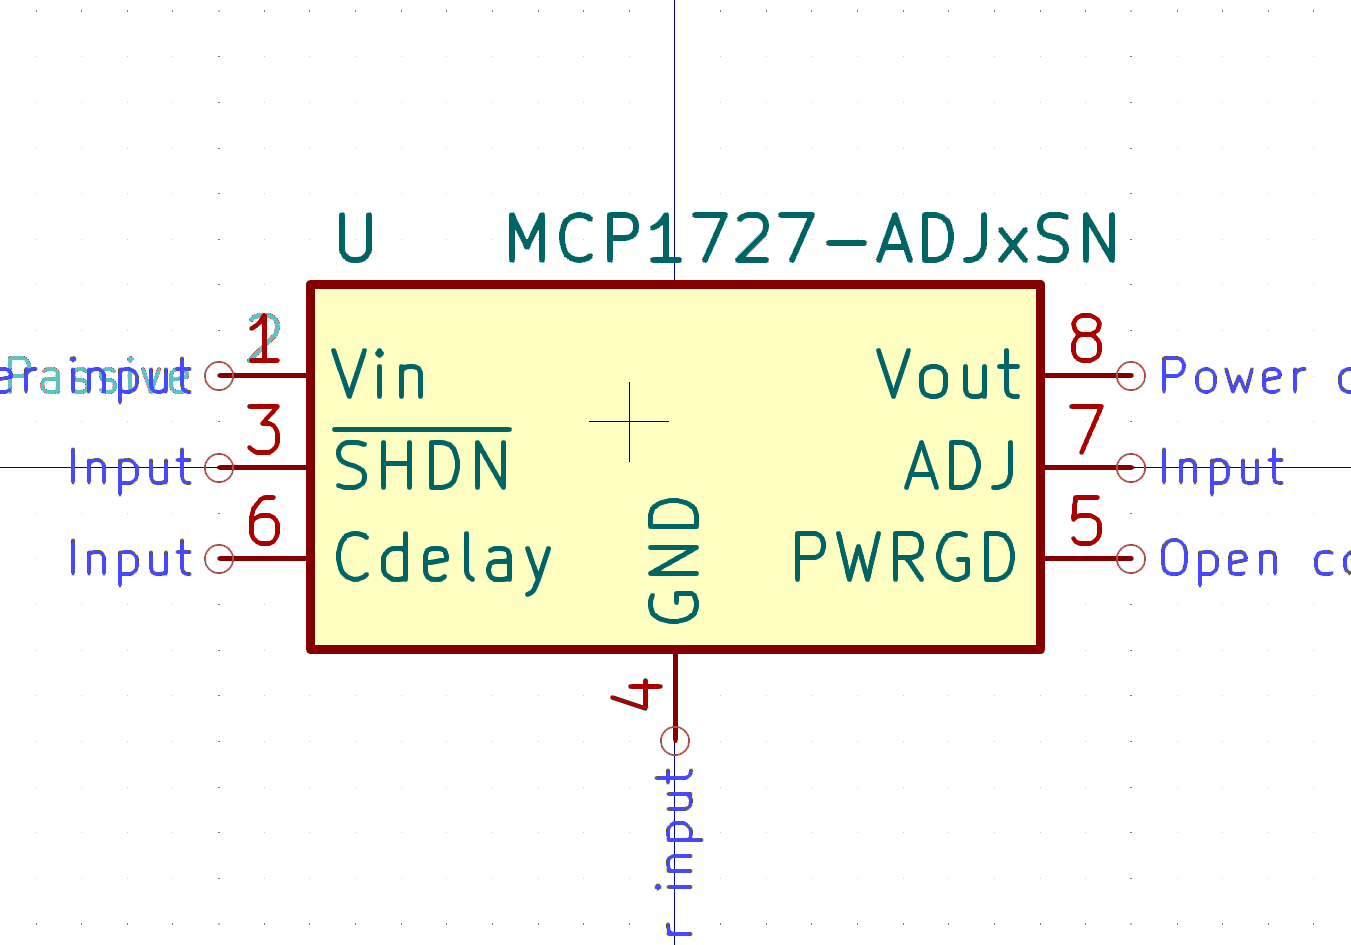 U MCP1727-ADJxSN
2 1 8
Passive er input Vin Vout Power c
3 7
Input SHDN ADJ Input
6 5
Input Cdelay GND PWRGD Open co
4
r input